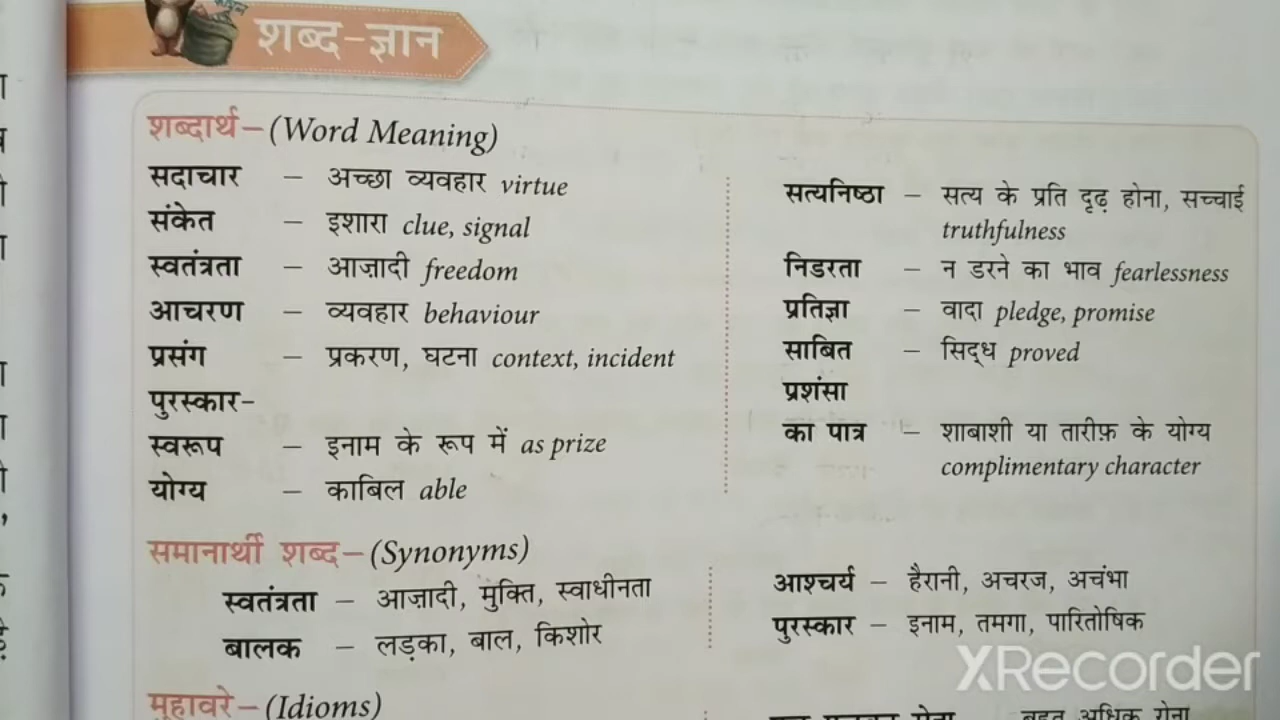 शब्द-ज्ञान
शब्दार्थ–(Word Meaning)
सदाचार – अच्छा व्यवहार virtue
संकेत – इशारा clue, signal
स्वतंत्रता – आज़ादी freedom
आचरण – व्यवहार behaviour
प्रसंग – प्रकरण, घटना context, incident
पुरस्कार-
स्वरूप – इनाम के रूप में as prize
योग्य – काबिल able
सत्यनिष्ठा – सत्य के प्रति दृढ़ होना, सच्चाई
truthfulness
निडरता – न डरने का भाव fearlessness
प्रतिज्ञा – वादा pledge, promise
साबित – सिद्ध proved
प्रशंसा
का पात्र – शाबाशी या तारीफ़ के योग्य
complimentary character
समानार्थी शब्द–(Synonyms)
स्वतंत्रता – आज़ादी, मुक्ति, स्वाधीनता
बालक – लड़का, बाल, किशोर
आश्चर्य – हैरानी, अचरज, अचंभा
पुरस्कार – इनाम, तमगा, पारितोषिक
मुहावरे–(Idioms)
XRecorder